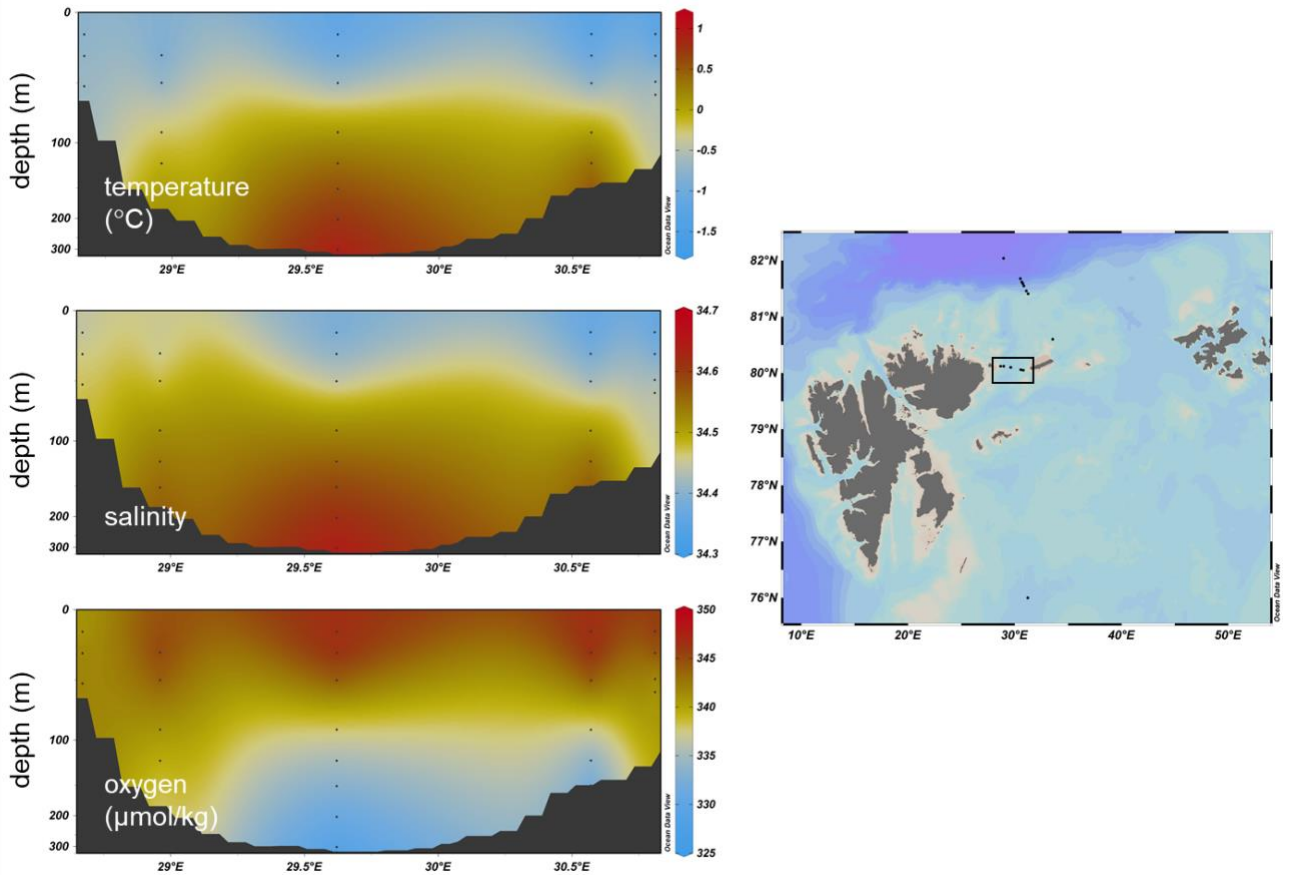 0
100
200
300
depth (m)
temperature
(°C)
29°E
29.5°E
30°E
30.5°E
1
0.5
0
-0.5
-1
-1.5
Ocean Data View
0
100
200
300
depth (m)
salinity
29°E
29.5°E
30°E
30.5°E
34.7
34.6
34.5
34.4
34.3
Ocean Data View
0
100
200
300
depth (m)
oxygen
(µmol/kg)
29°E
29.5°E
30°E
30.5°E
350
345
340
335
330
325
Ocean Data View
82°N
81°N
80°N
79°N
78°N
77°N
76°N
10°E
20°E
30°E
40°E
50°E
Ocean Data View